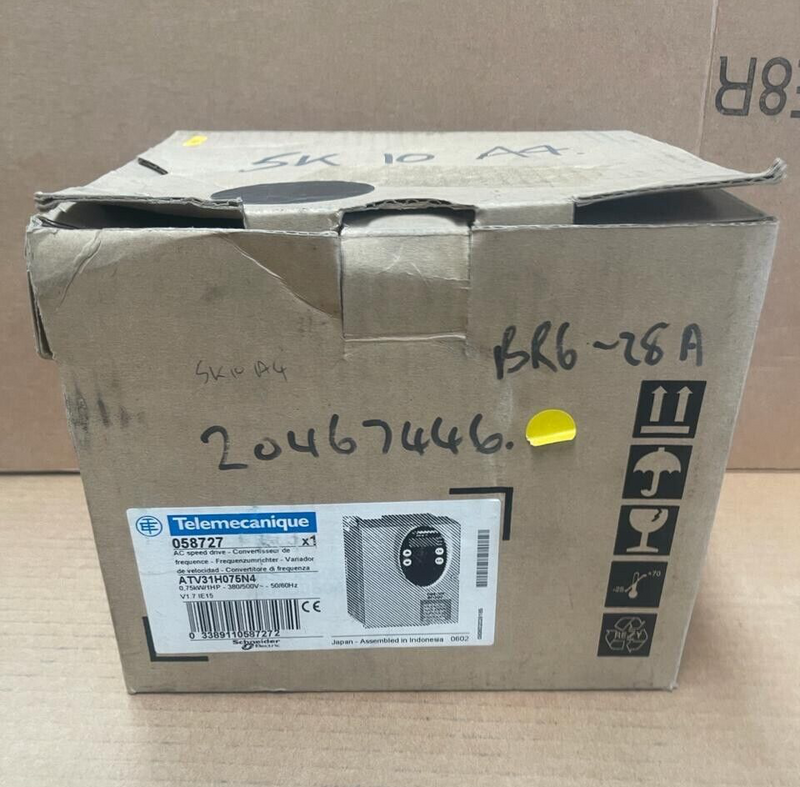 SK 10 A4
BR6-28A
SK10 A4
20467446.
Telemecanique
058727 x1
AC speed drive - Convertisseur de
frequence - Frequenzumrichter - Variador
de velocidad - Convertitore di frequenza
ATV31H075N4
0,75kW/1HP - 380/500V~ - 50/60Hz
V1.7 IE15
CE
0 3389110587272
Schneider
Electric
Japan - Assembled in Indonesia 0602
+70
-25